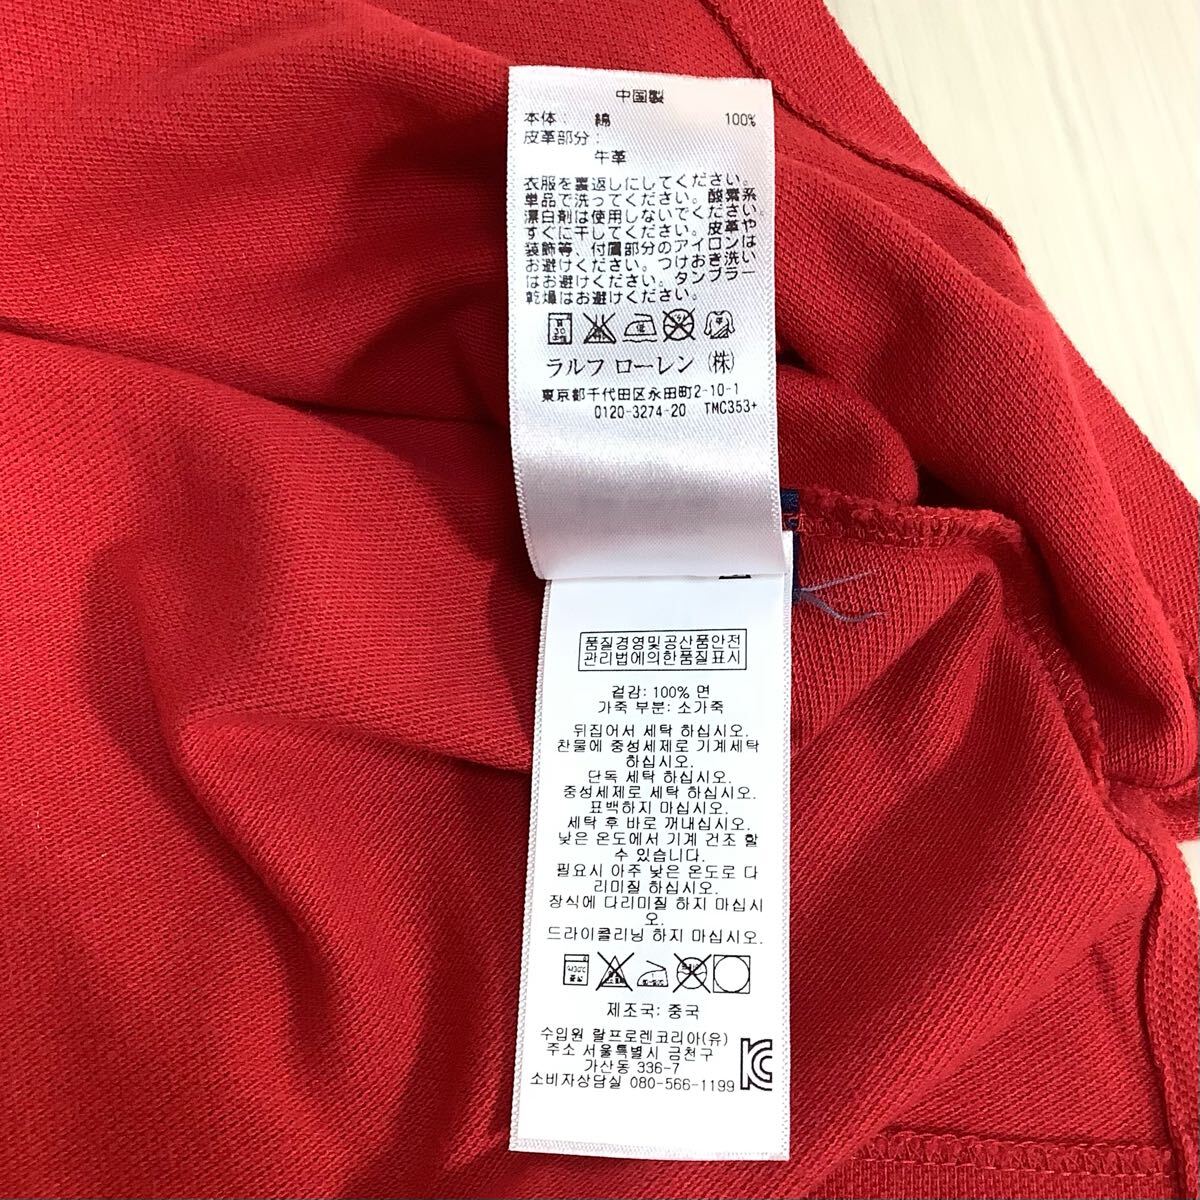 中国製
本体: 綿 100%
皮革部分:
牛革
衣服を裏返しにしてください。
単品で洗ってください。酸素系
漂白剤は使用しないでください。
すぐに干してください。皮革や
装飾等、付属部分のアイロンは
お避けください。つけおき洗い
はお避けください。タンブラー
乾燥はお避けください。
ラルフ ローレン (株)
東京都千代田区永田町2-10-1
0120-3274-20 TMC353+
품질경영및공산품안전
관리법에의한품질표시
겉감: 100% 면
가죽 부분: 소가죽
뒤집어서 세탁 하십시오.
찬물에 중성세제로 기계세탁
하십시오.
단독 세탁 하십시오.
중성세제로 세탁 하십시오.
표백하지 마십시오.
세탁 후 바로 꺼내십시오.
낮은 온도에서 기계 건조 할
수 있습니다.
필요시 아주 낮은 온도로 다
리미질 하십시오.
장식에 다리미질 하지 마십시
오.
드라이클리닝 하지 마십시오.
제조국: 중국
수입원 랄프로렌코리아(유)
주소 서울특별시 금천구
가산동 336-7
소비자상담실 080-566-1199